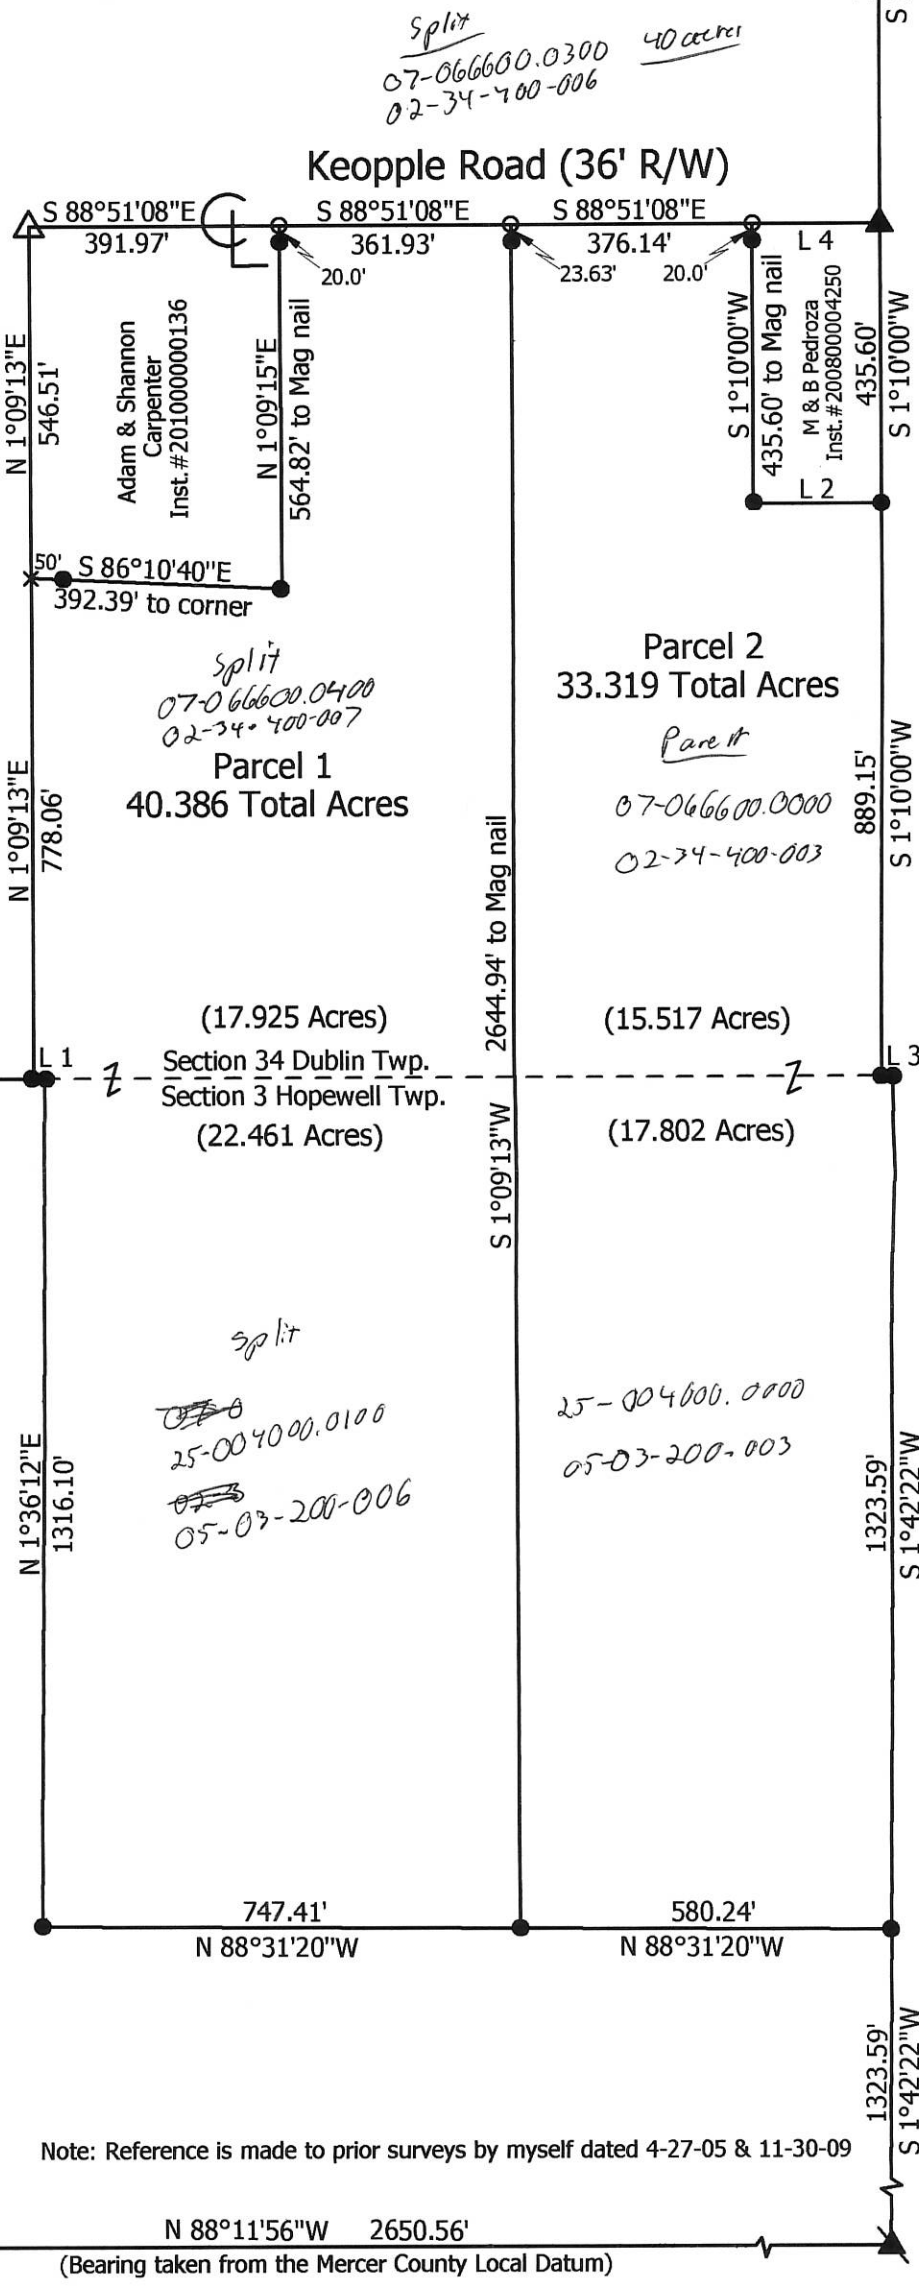 S
Split
07-066600.0300 40 acres
02-34-400-006
Keopple Road (36' R/W)
S 88°51'08"E
S 88°51'08"E
S 88°51'08"E
391.97'
361.93'
376.14'
L 4
20.0'
23.63'
20.0'
N 1°09'13"E
546.51'
Adam & Shannon
Carpenter
Inst.#201000000136
N 1°09'15"E
564.82' to Mag nail
S 1°10'00"W
435.60' to Mag nail
M & B Pedroza
Inst.#200800004250
435.60'
S 1°10'00"W
L 2
50'
S 86°10'40"E
392.39' to corner
Split
07-066600.0400
02-34-400-007
Parcel 1
40.386 Total Acres
Parcel 2
33.319 Total Acres
Parent
07-066600.0000
02-34-400-003
N 1°09'13"E
778.06'
2644.94' to Mag nail
S 1°09'13"W
889.15'
S 1°10'00"W
(17.925 Acres)
(15.517 Acres)
L 1
Section 34 Dublin Twp.
L 3
Section 3 Hopewell Twp.
(22.461 Acres)
(17.802 Acres)
split
07-0
25-004000.0100
02-3
05-03-200-006
25-004000.0000
05-03-200-003
N 1°36'12"E
1316.10'
1323.59'
S 1°42'22"W
747.41'
580.24'
N 88°31'20"W
N 88°31'20"W
1323.59'
S 1°42'22"W
Note: Reference is made to prior surveys by myself dated 4-27-05 & 11-30-09
N 88°11'56"W 2650.56'
(Bearing taken from the Mercer County Local Datum)